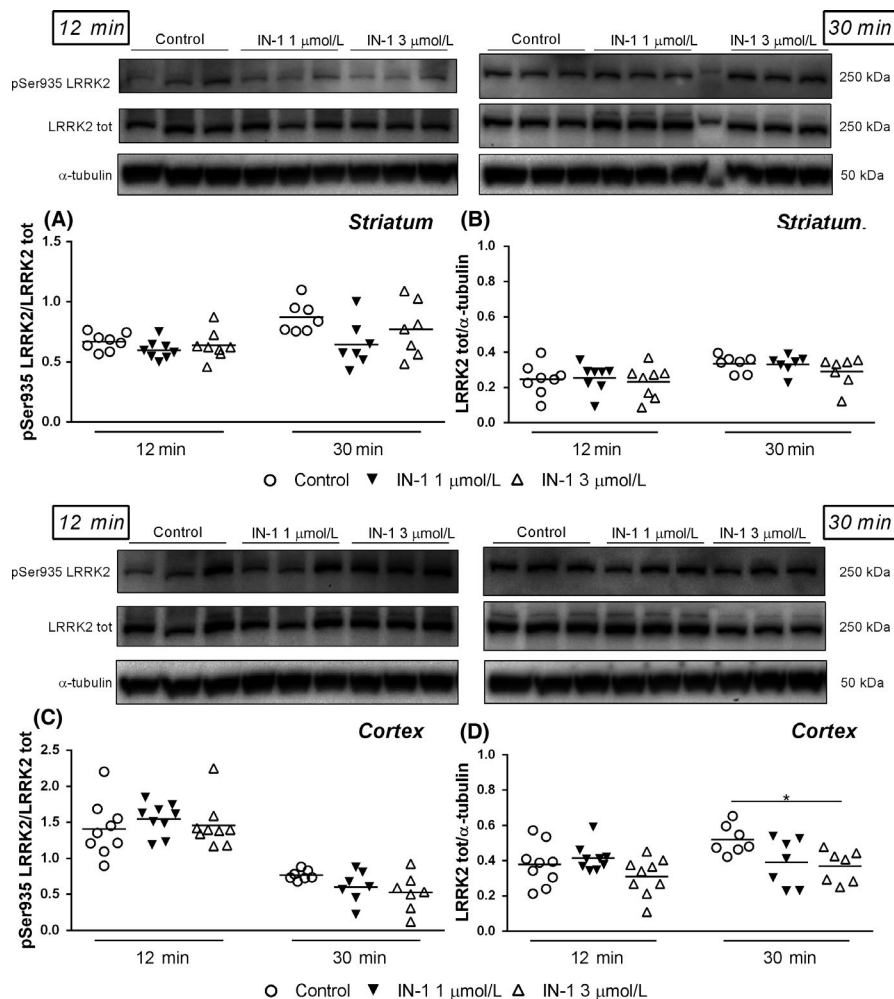 12 min
Control
IN-1 1 μmol/L
IN-1 3 μmol/L
Control
IN-1 1 μmol/L
IN-1 3 μmol/L
30 min
pSer935 LRRK2
250 kDa
LRRK2 tot
250 kDa
α-tubulin
50 kDa
(A)
Striatum
(B)
Striatum
pSer935 LRRK2/LRRK2 tot
1.5
1.0
0.5
0.0
12 min
30 min
LRRK2 tot/α-tubulin
1.0
0.8
0.6
0.4
0.2
0.0
12 min
30 min
Control IN-1 1 μmol/L IN-1 3 μmol/L
12 min
Control
IN-1 1 μmol/L
IN-1 3 μmol/L
Control
IN-1 1 μmol/L
IN-1 3 μmol/L
30 min
pSer935 LRRK2
250 kDa
LRRK2 tot
250 kDa
α-tubulin
50 kDa
(C)
Cortex
(D)
Cortex
pSer935 LRRK2/LRRK2 tot
2.5
2.0
1.5
1.0
0.5
0.0
12 min
30 min
LRRK2 tot/α-tubulin
1.0
0.8
0.6
0.4
0.2
0.0
*
12 min
30 min
Control IN-1 1 μmol/L IN-1 3 μmol/L